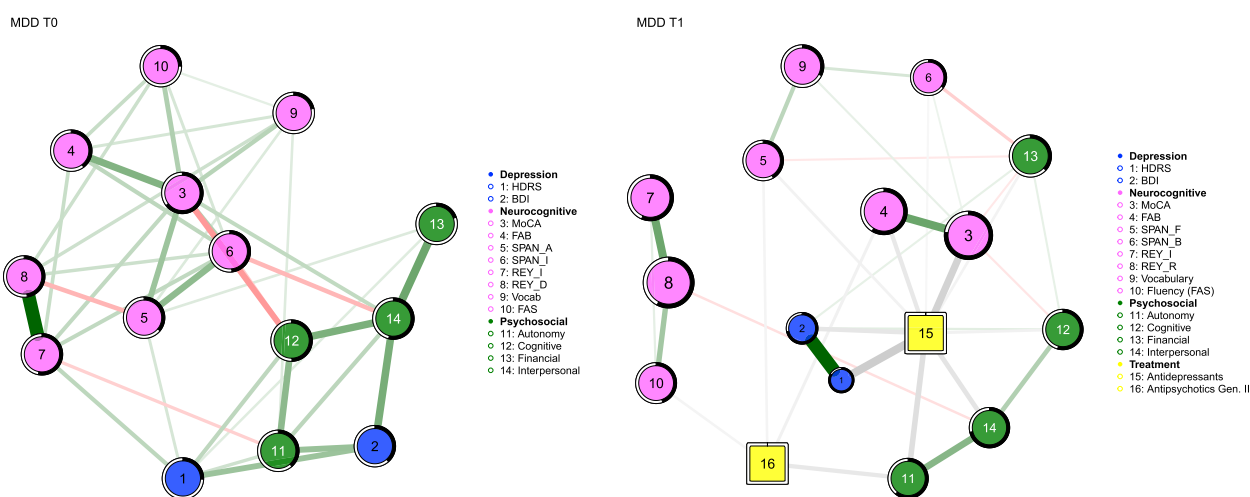 MDD T0
10
9
4
3
13
6
8
5
14
12
7
11
2
1
Depression
1: HDRS
2: BDI
Neurocognitive
3: MoCA
4: FAB
5: SPAN_A
6: SPAN_I
7: REY_I
8: REY_D
9: Vocab
10: FAS
Psychosocial
11: Autonomy
12: Cognitive
13: Financial
14: Interpersonal
MDD T1
9
6
13
5
7
4
3
8
2
15
12
1
10
14
16
11
Depression
1: HDRS
2: BDI
Neurocognitive
3: MoCA
4: FAB
5: SPAN_F
6: SPAN_B
7: REY_I
8: REY_R
9: Vocabulary
10: Fluency (FAS)
Psychosocial
11: Autonomy
12: Cognitive
13: Financial
14: Interpersonal
Treatment
15: Antidepressants
16: Antipsychotics Gen. II